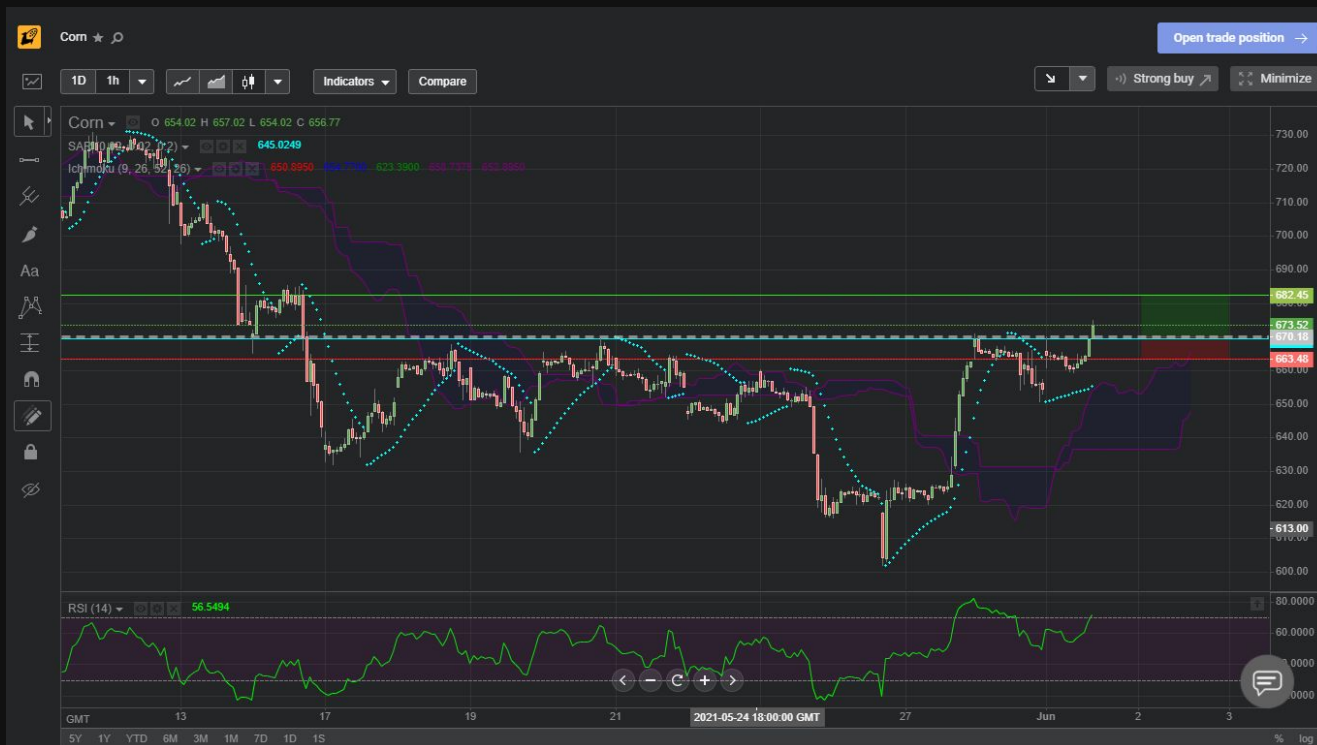 Corn
Open trade position
1D 1h Indicators Compare Strong buy Minimize
Corn O 654.02 H 657.02 L 654.02 C 656.77
645.0249
Ichimoku (9, 26, 52, 26) 650.8950 623.3900
730.00
720.00
710.00
700.00
690.00
682.45
673.52
670.18
663.48
660.00
650.00
640.00
630.00
620.00
613.00
610.00
600.00
Aa
RSI (14) 56.5494
80.0000
60.0000
GMT 13 17 19 21 2021-05-24 18:00:00 GMT 27 Jun 2 3
5Y 1Y YTD 6M 3M 1M 7D 1D 1S % log